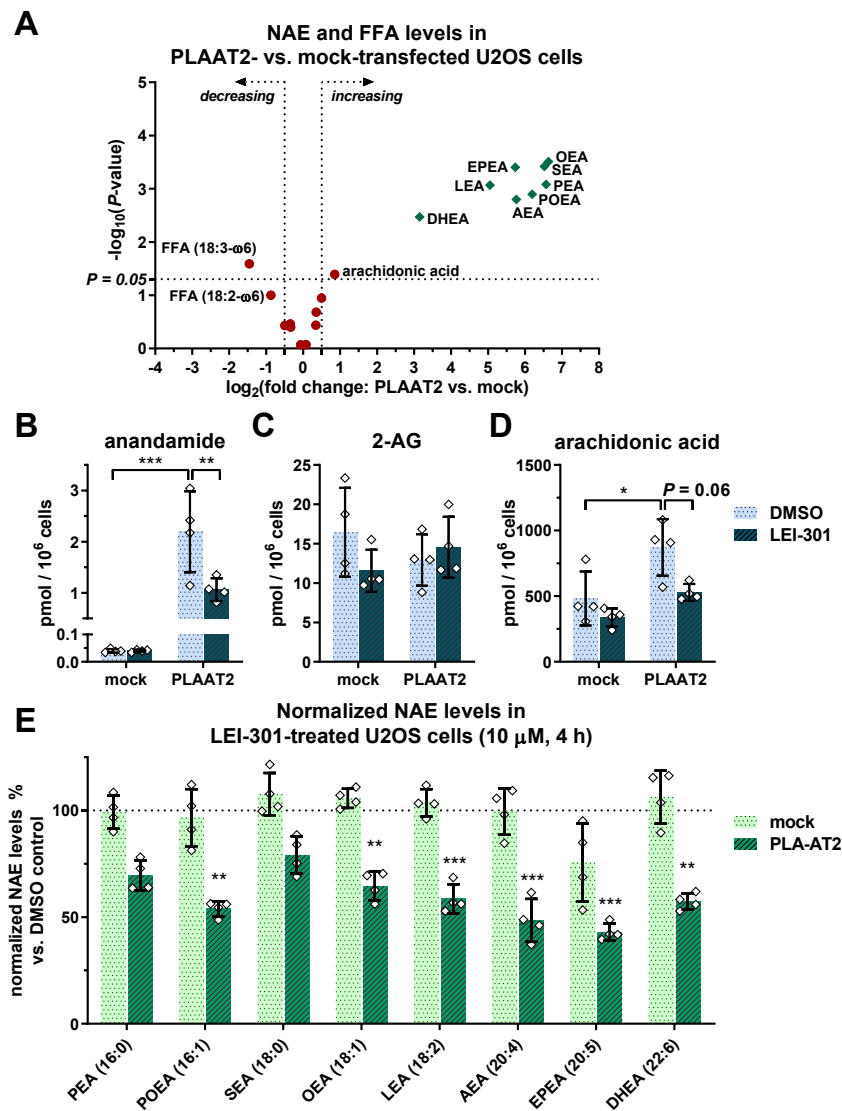 A
NAE and FFA levels in
PLAAT2- vs. mock-transfected U2OS cells
decreasing
increasing
-log10(P-value)
5
4
3
2
1
0
P = 0.05
OEA
SEA
EPEA
LEA
PEA
POEA
AEA
DHEA
FFA (18:3-ω6)
arachidonic acid
FFA (18:2-ω6)
-4 -3 -2 -1 0 1 2 3 4 5 6 7 8
log2(fold change: PLAAT2 vs. mock)
B
anandamide
*** **
pmol / 10^6 cells
3
2
1
0.1
0.0
mock PLAAT2
C
2-AG
pmol / 10^6 cells
25
20
15
10
5
0
mock PLAAT2
D
arachidonic acid
* P = 0.06
pmol / 10^6 cells
1500
1000
500
0
mock PLAAT2
DMSO
LEI-301
E
Normalized NAE levels in
LEI-301-treated U2OS cells (10 μM, 4 h)
normalized NAE levels %
vs. DMSO control
100
50
0
** ** *** *** *** **
mock
PLA-AT2
PEA (16:0)
POEA (16:1)
SEA (18:0)
OEA (18:1)
LEA (18:2)
AEA (20:4)
EPEA (20:5)
DHEA (22:6)